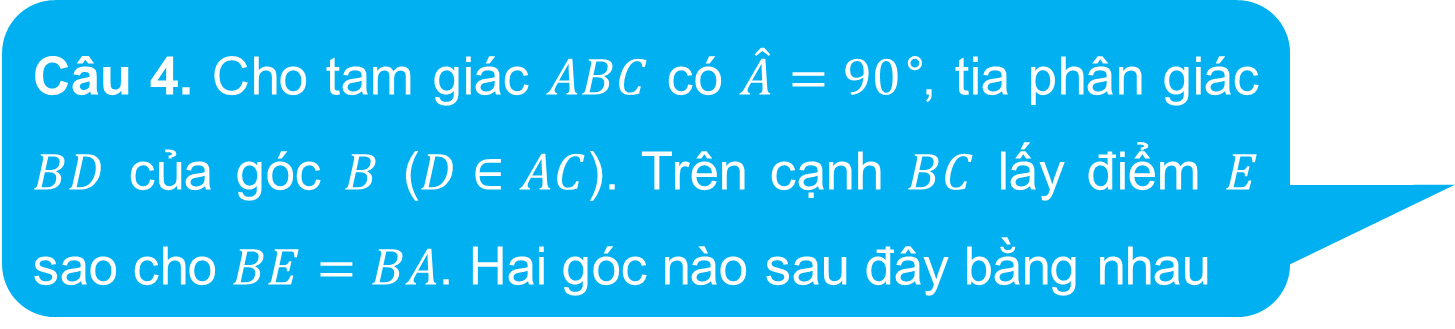 Câu 4. Cho tam giác ABC có Â = 90°, tia phân giác
BD của góc B (D ∈ AC). Trên cạnh BC lấy điểm E
sao cho BE = BA. Hai góc nào sau đây bằng nhau